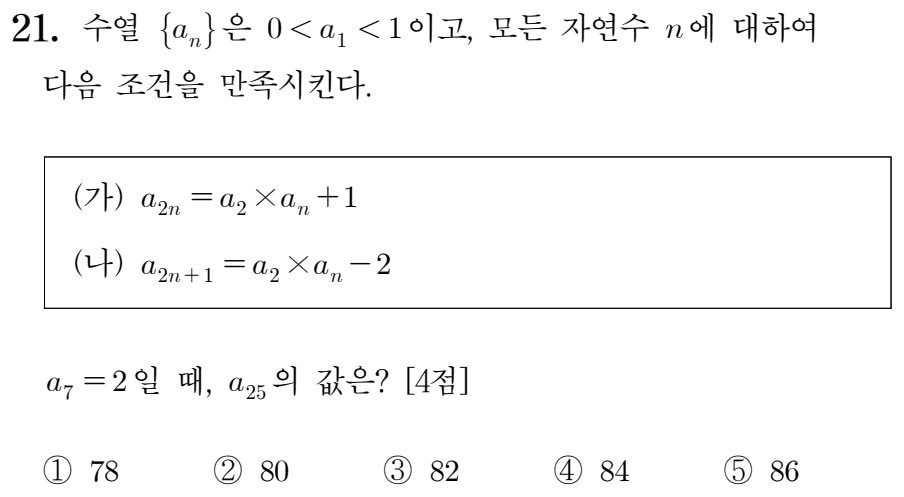 21. 수열 {aₙ}은 0 < a₁ < 1이고, 모든 자연수 n에 대하여
다음 조건을 만족시킨다.
(가) a₂ₙ = a₂ × aₙ + 1
(나) a₂ₙ₊₁ = a₂ × aₙ − 2
a₇ = 2일 때, a₂₅의 값은? [4점]
① 78 ② 80 ③ 82 ④ 84 ⑤ 86